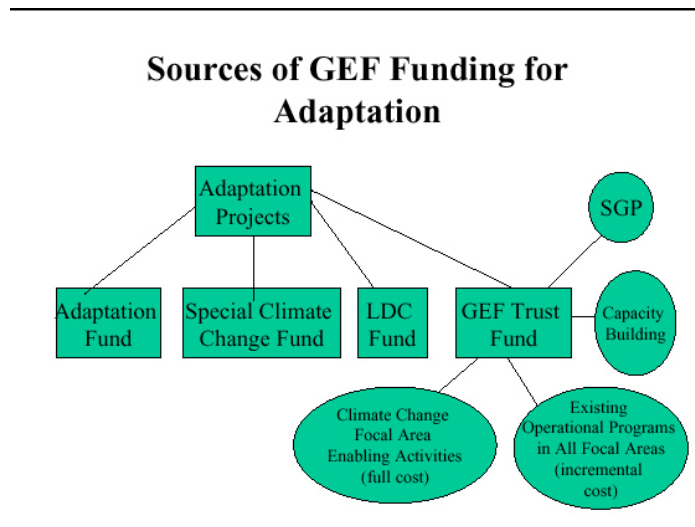 Sources of GEF Funding for
Adaptation
Adaptation
Projects
SGP
Adaptation
Fund
Special Climate
Change Fund
LDC
Fund
GEF Trust
Fund
Capacity
Building
Climate Change
Focal Area
Enabling Activities
(full cost)
Existing
Operational Programs
in All Focal Areas
(incremental
cost)